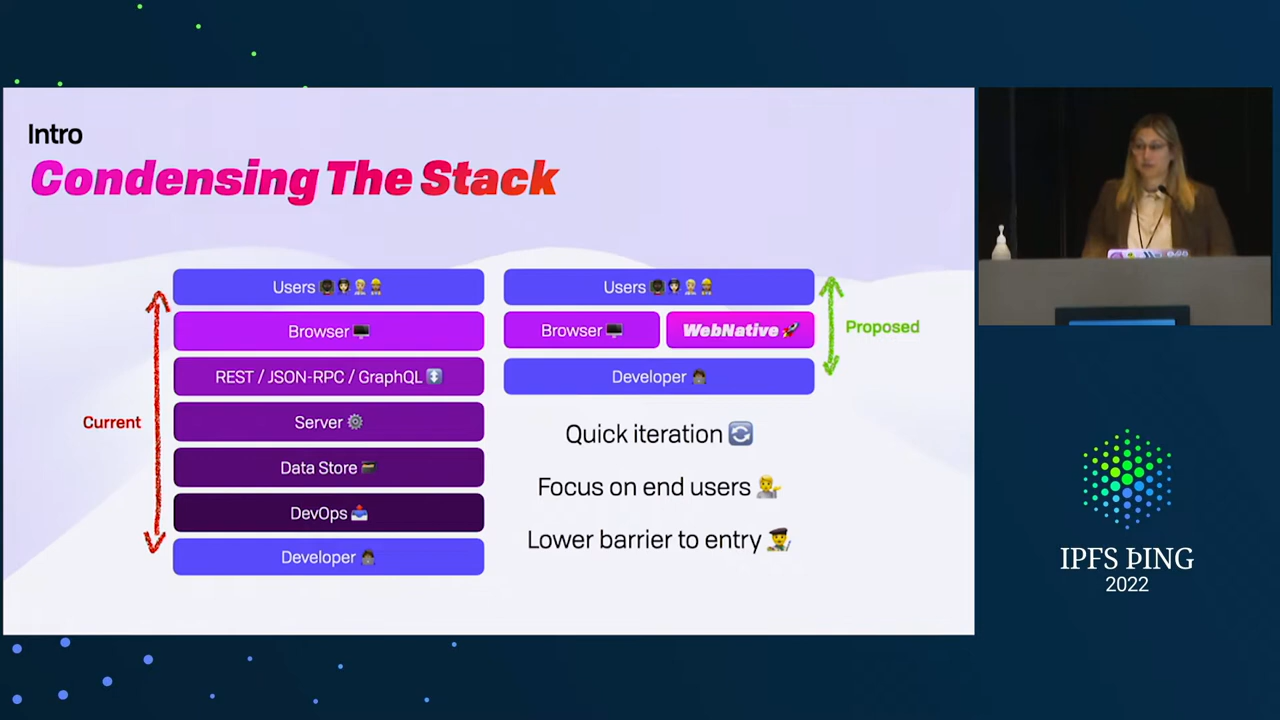 Intro
Condensing The Stack
Users
Browser
REST / JSON-RPC / GraphQL
Server
Data Store
DevOps
Developer
Current
Users
Browser
WebNative
Developer
Proposed
Quick iteration
Focus on end users
Lower barrier to entry
IPFS ÞING
2022